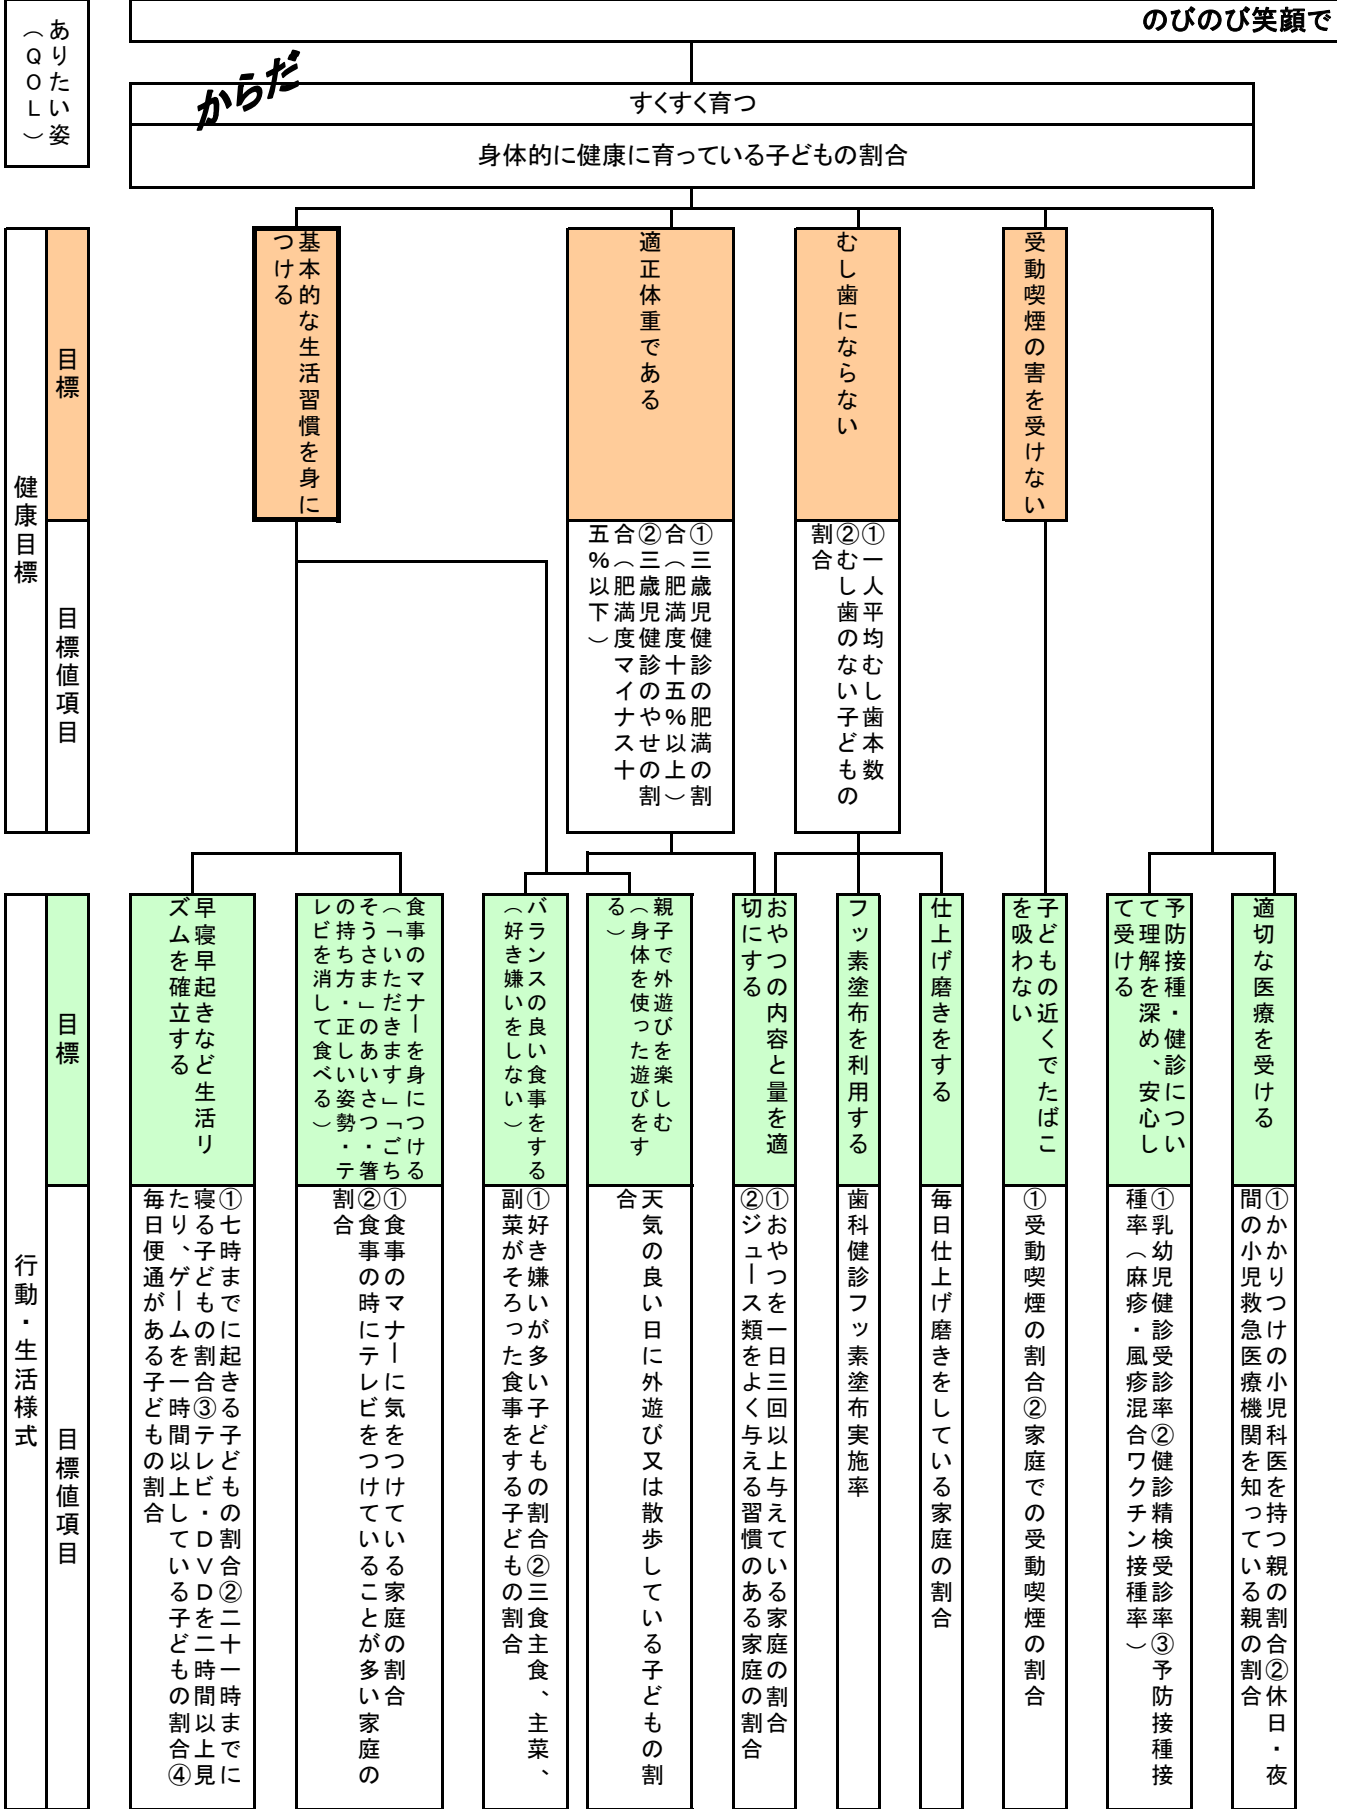 のびのび笑顔で
ありたい姿
（ＱＯＬ）
からだ
すくすく育つ
身体的に健康に育っている子どもの割合
健康目標
目標
基本的な生活習慣を身に
つける
適正体重である
むし歯にならない
受動喫煙の害を受けない
目標値項目
①三歳児健診の肥満の割
合（肥満度十五％以上）
②三歳児健診のやせの割
合（肥満度マイナス十
五％以下）
①一人平均むし歯本数
②むし歯のない子どもの
割合
行動・生活様式
目標
早寝早起きなど生活リ
ズムを確立する
食事のマナーを身につける
（「いただきます」「ごち
そうさま」のあいさつ・箸
の持ち方・正しい姿勢・テ
レビを消して食べる）
バランスの良い食事をする
（好き嫌いをしない）
親子で外遊びを楽しむ
（身体を使った遊びをす
る）
おやつの内容と量を適
切にする
フッ素塗布を利用する
仕上げ磨きをする
子どもの近くでたばこ
を吸わない
予防接種・健診につい
て理解を深め、安心し
て受ける
適切な医療を受ける
目標値項目
①七時までに起きる子どもの割合②二十一時までに
寝る子どもの割合③テレビ・ＤＶＤを二時間以上見
たり、ゲームを一時間以上している子どもの割合④
毎日便通がある子どもの割合
①食事のマナーに気をつけている家庭の割合
②食事の時にテレビをつけていることが多い家庭の
割合
①好き嫌いが多い子どもの割合②三食主食、主菜、
副菜がそろった食事をする子どもの割合
天気の良い日に外遊び又は散歩している子どもの割
合
①おやつを一日三回以上与えている家庭の割合
②ジュース類をよく与える習慣のある家庭の割合
歯科健診フッ素塗布実施率
毎日仕上げ磨きをしている家庭の割合
①受動喫煙の割合②家庭での受動喫煙の割合
①乳幼児健診受診率②健診精検受診率③予防接種接
種率（麻疹・風疹混合ワクチン接種率）
①かかりつけの小児科医を持つ親の割合②休日・夜
間の小児救急医療機関を知っている親の割合